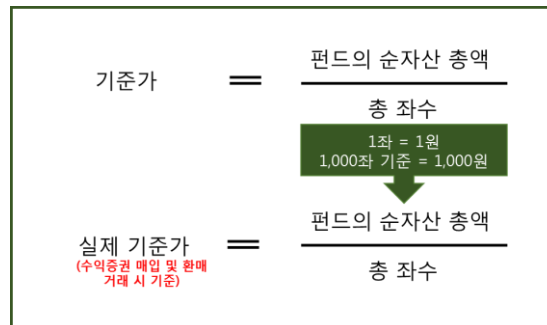 기준가
펀드의 순자산 총액
총 좌수
1좌 = 1원
1,000좌 기준 = 1,000원
실제 기준가
(수익증권 매입 및 환매
거래 시 기준)
펀드의 순자산 총액
총 좌수